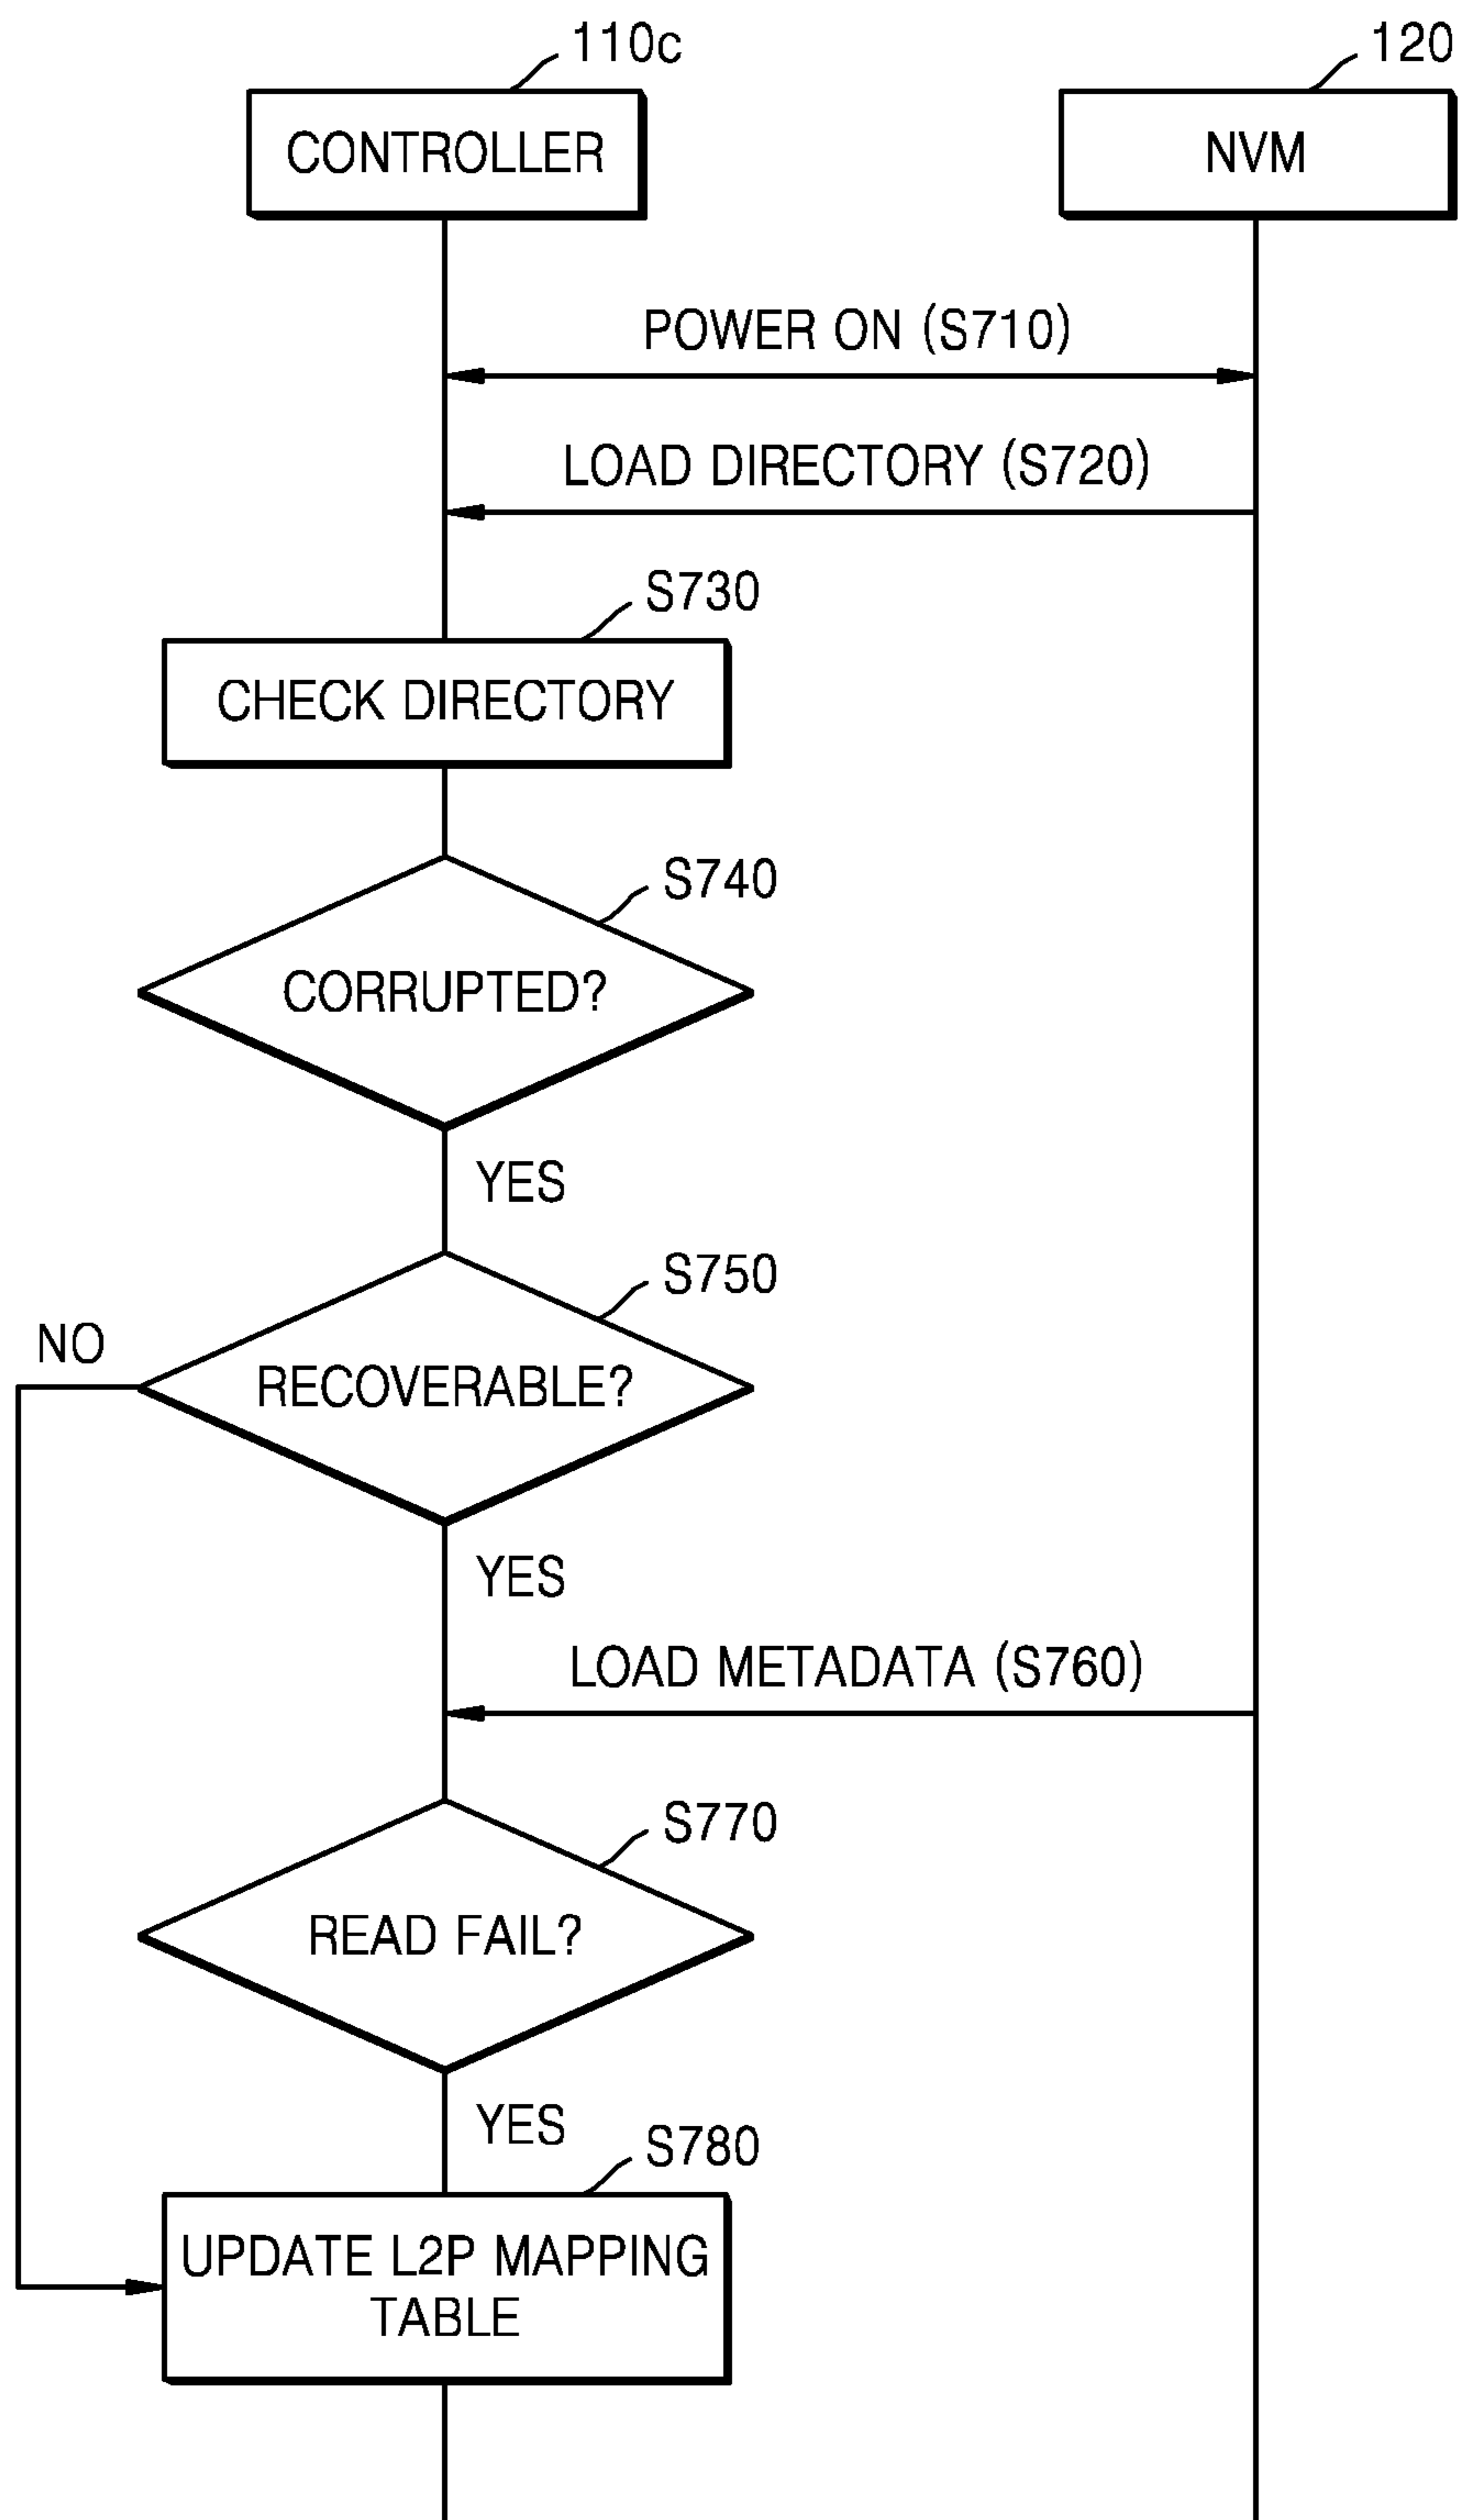 110c
120
CONTROLLER
NVM
POWER ON (S710)
LOAD DIRECTORY (S720)
S730
CHECK DIRECTORY
S740
CORRUPTED?
YES
S750
NO
RECOVERABLE?
YES
LOAD METADATA (S760)
S770
READ FAIL?
YES
S780
UPDATE L2P MAPPING
TABLE